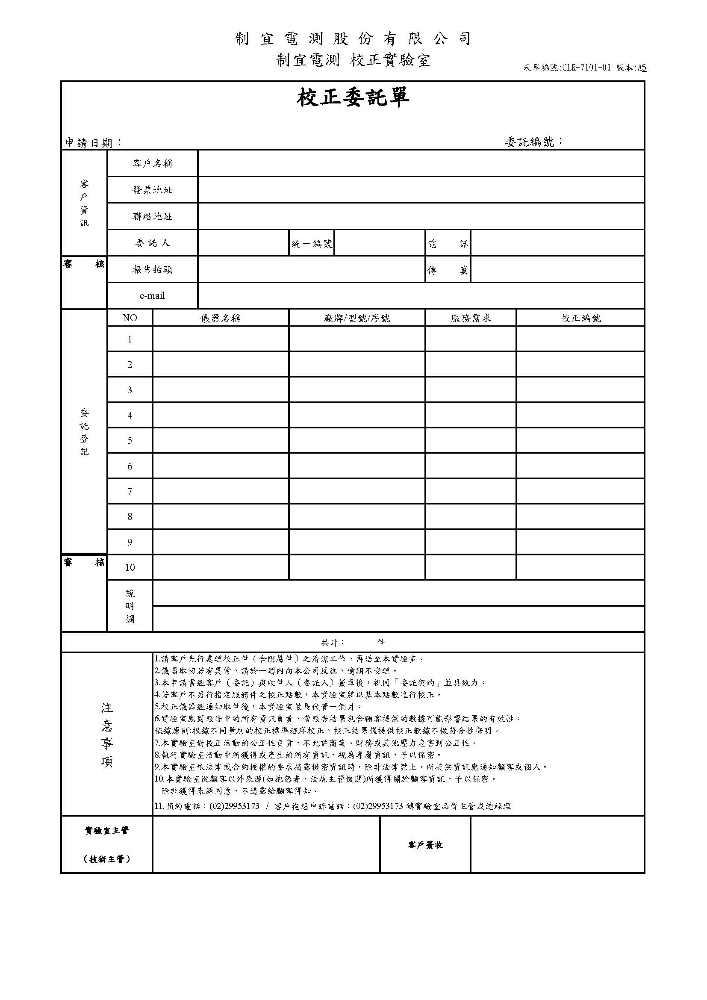 制宜電測股份有限公司
制宜電測 校正實驗室
表單編號:CLR-7101-01 版本:A5
校正委託單
申請日期： 委託編號：
客戶資訊
客戶名稱
發票地址
聯絡地址
委託人 統一編號 電 話
審 核
報告抬頭 傳 真
e-mail
委託登記
NO 儀器名稱 廠牌/型號/序號 服務需求 校正編號
1
2
3
4
5
6
7
8
9
審 核
10
說明欄
共計： 件
注意事項
1.請客戶先行處理校正件（含附屬件）之清潔工作，再送至本實驗室。
2.儀器取回若有異常，請於一週內向本公司反應，逾期不受理。
3.本申請書經客戶（委託）與收件人（委託人）簽章後，視同「委託契約」並具效力。
4.若客戶不另行指定服務件之校正點數，本實驗室將以基本點數進行校正。
5.校正儀器經通知取件後，本實驗室最長代管一個月。
6.實驗室應對報告中的所有資訊負責，當報告結果包含顧客提供的數據可能影響結果的有效性。
依據原則:根據不同量別的校正標準程序校正，校正結果僅提供校正數據不做符合性聲明。
7.本實驗室對校正活動的公正性負責，不允許商業、財務或其他壓力危害到公正性。
8.執行實驗室活動中所獲得或產生的所有資訊，視為專屬資訊，予以保密。
9.本實驗室依法律或合約授權的要求揭露機密資訊時，除非法律禁止，所提供資訊應通知顧客或個人。
10.本實驗室從顧客以外來源(如抱怨者、法規主管機關)所獲得關於顧客資訊，予以保密。
除非獲得來源同意，不透露給顧客得知。
11.預約電話：(02)29953173 / 客戶抱怨申訴電話：(02)29953173 轉實驗室品質主管或總經理
實驗室主管
（技術主管）
客戶簽收